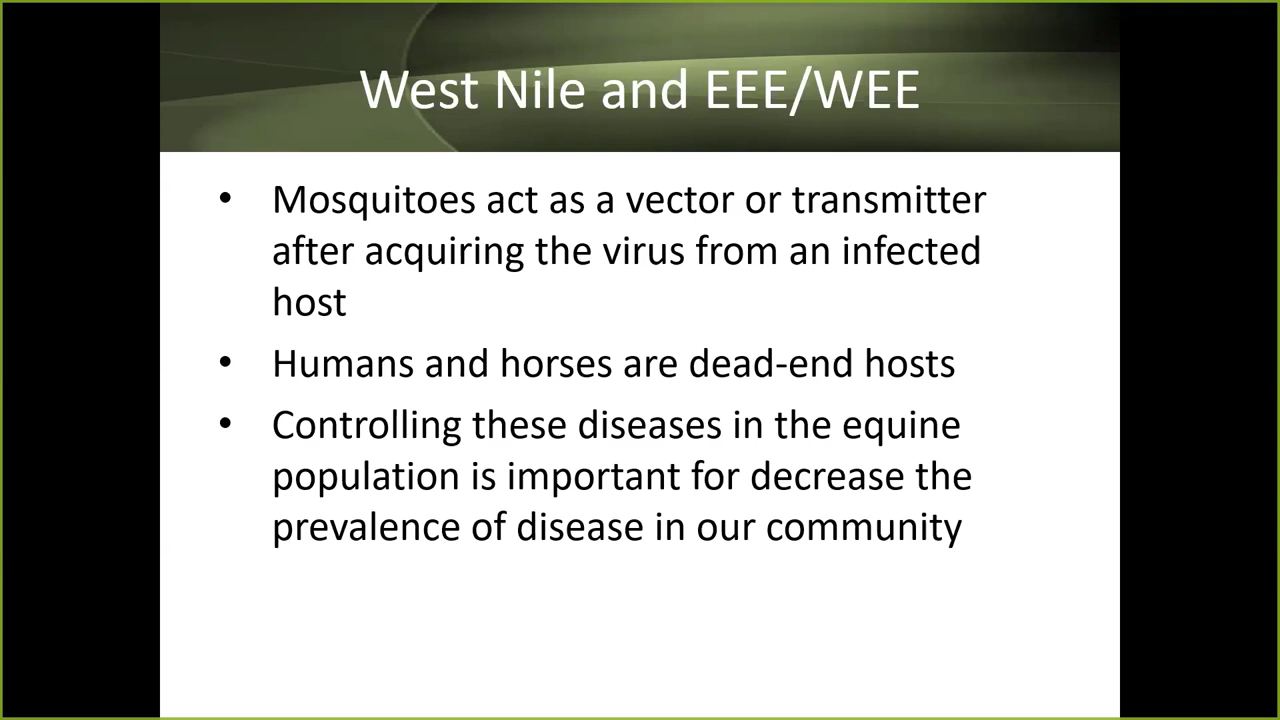 West Nile and EEE/WEE
• Mosquitoes act as a vector or transmitter
after acquiring the virus from an infected
host
• Humans and horses are dead-end hosts
• Controlling these diseases in the equine
population is important for decrease the
prevalence of disease in our community